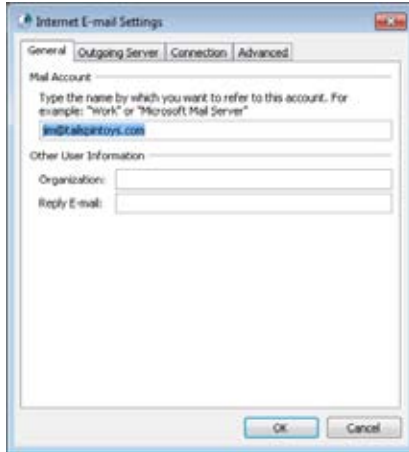 Internet E-mail Settings
General Outgoing Server Connection Advanced
Mail Account
Type the name by which you want to refer to this account. For
example: "Work" or "Microsoft Mail Server"
jim@tailspintoys.com
Other User Information
Organization:
Reply E-mail:
OK Cancel